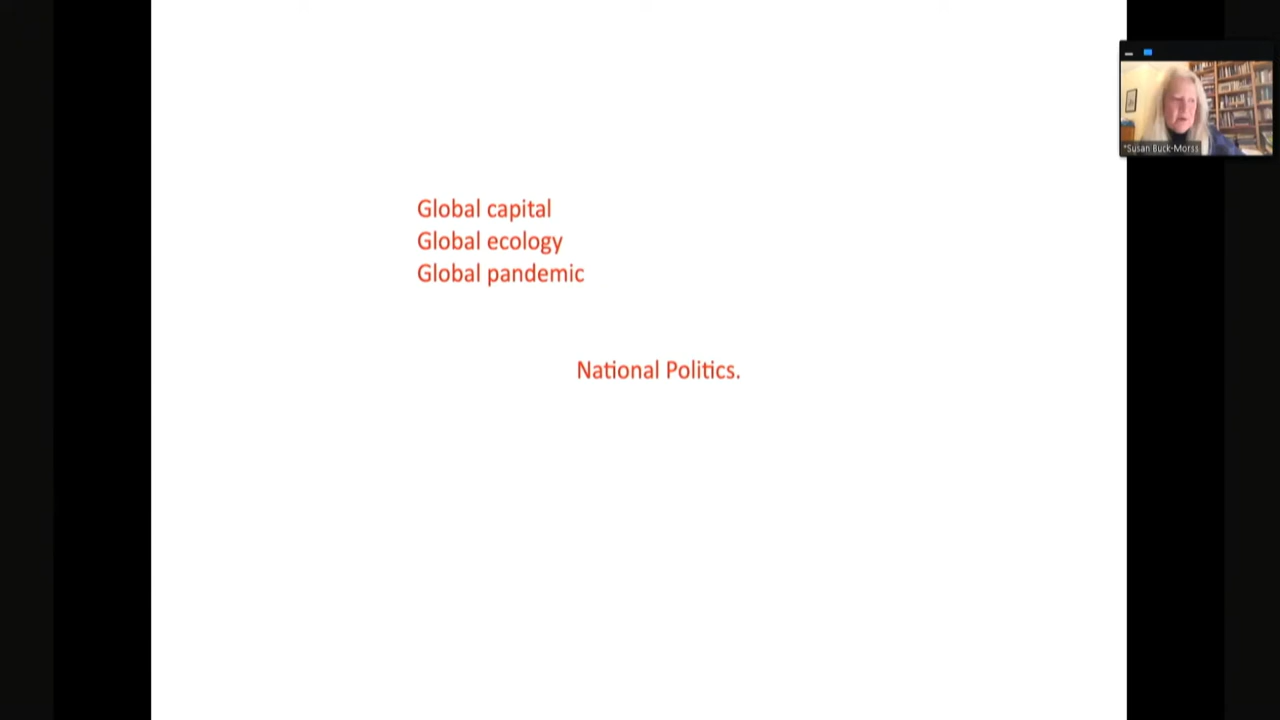 Global capital
Global ecology
Global pandemic
National Politics.
*Susan Buck-Morss